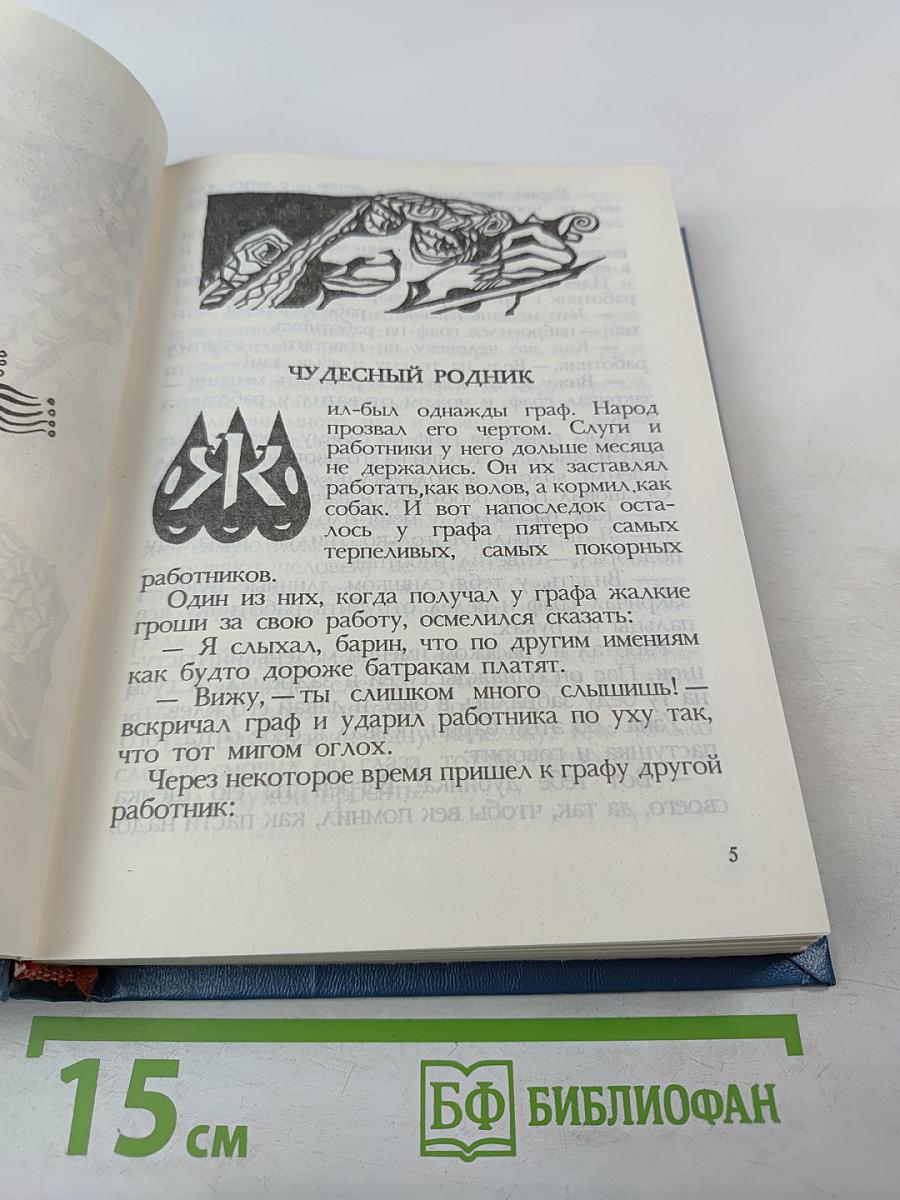 ЧУДЕСНЫЙ РОДНИК
Жил-был однажды граф. Народ
прозвал его чертом. Слуги и
работники у него дольше месяца
не держались. Он их заставлял
работать,как волов, а кормил,как
собак. И вот напоследок оста-
лось у графа пятеро самых
терпеливых, самых покорных
работников.
Один из них, когда получал у графа жалкие
гроши за свою работу, осмелился сказать:
— Я слыхал, барин, что по другим имениям
как будто дороже батракам платят.
— Вижу, — ты слишком много слышишь! —
вскричал граф и ударил работника по уху так,
что тот мигом оглох.
Через некоторое время пришел к графу другой
работник:
5
15 см
БФ БИБЛИОФАН